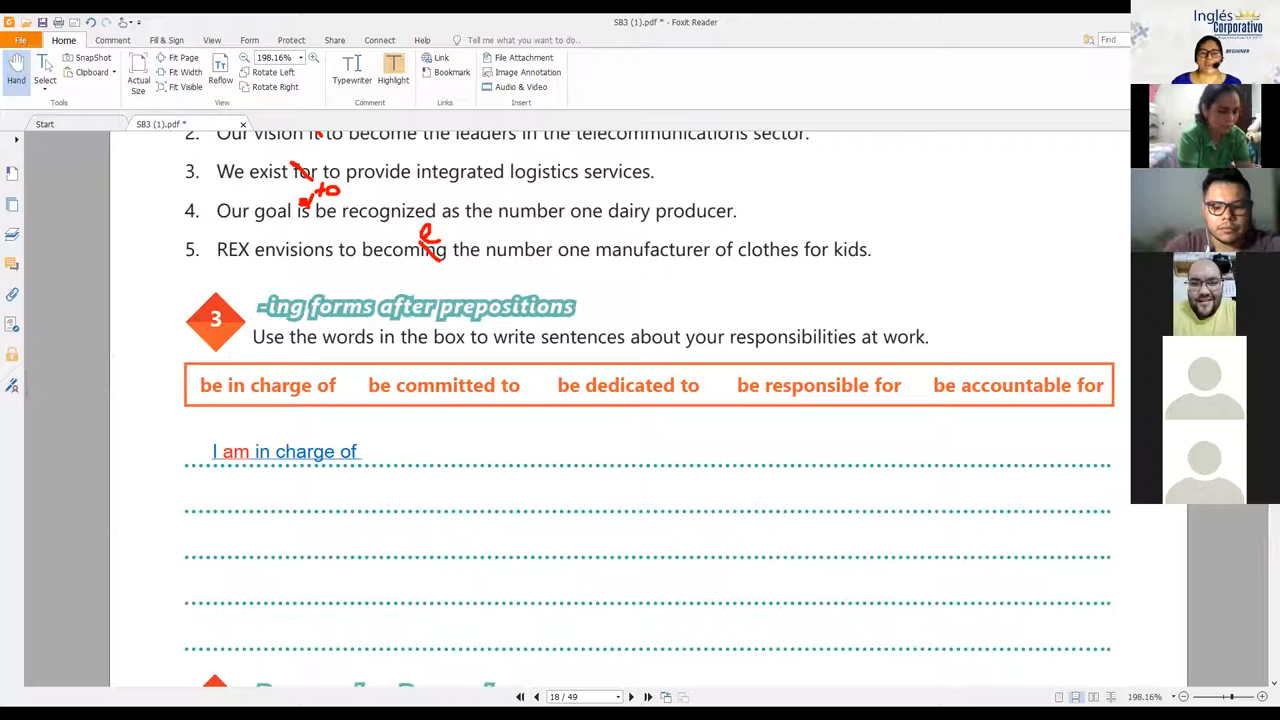 SB3 (1).pdf * - Foxit Reader
File Home Comment Fill & Sign View Form Protect Share Connect Help Tell me what you want to do... Find
Hand Select SnapShot Clipboard Actual Size Fit Page Fit Width Fit Visible Reflow 198.16% Rotate Left Rotate Right Typewriter Highlight Link Bookmark File Attachment Image Annotation Audio & Video
Tools View Comment Links Insert
Start SB3 (1).pdf *
Inglés Corporativo
BEGINNER
2. Our vision it to become the leaders in the telecommunications sector.
3. We exist for to provide integrated logistics services.
to
4. Our goal is be recognized as the number one dairy producer.
e
5. REX envisions to becoming the number one manufacturer of clothes for kids.
3 -ing forms after prepositions
Use the words in the box to write sentences about your responsibilities at work.
be in charge of be committed to be dedicated to be responsible for be accountable for
I am in charge of
18 / 49 198.16%